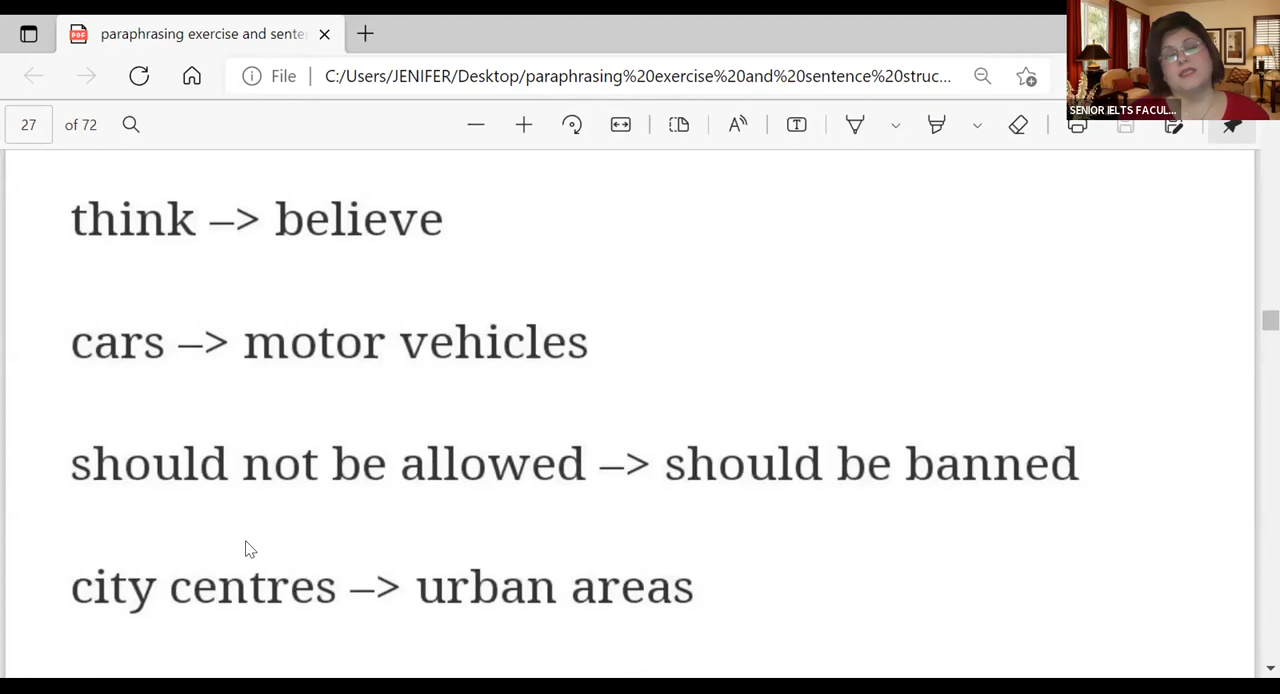 paraphrasing exercise and sente
File
C:/Users/JENIFER/Desktop/paraphrasing%20exercise%20and%20sentence%20struc...
SENIOR IELTS FACUL...
27 of 72
think –> believe
cars –> motor vehicles
should not be allowed –> should be banned
city centres –> urban areas